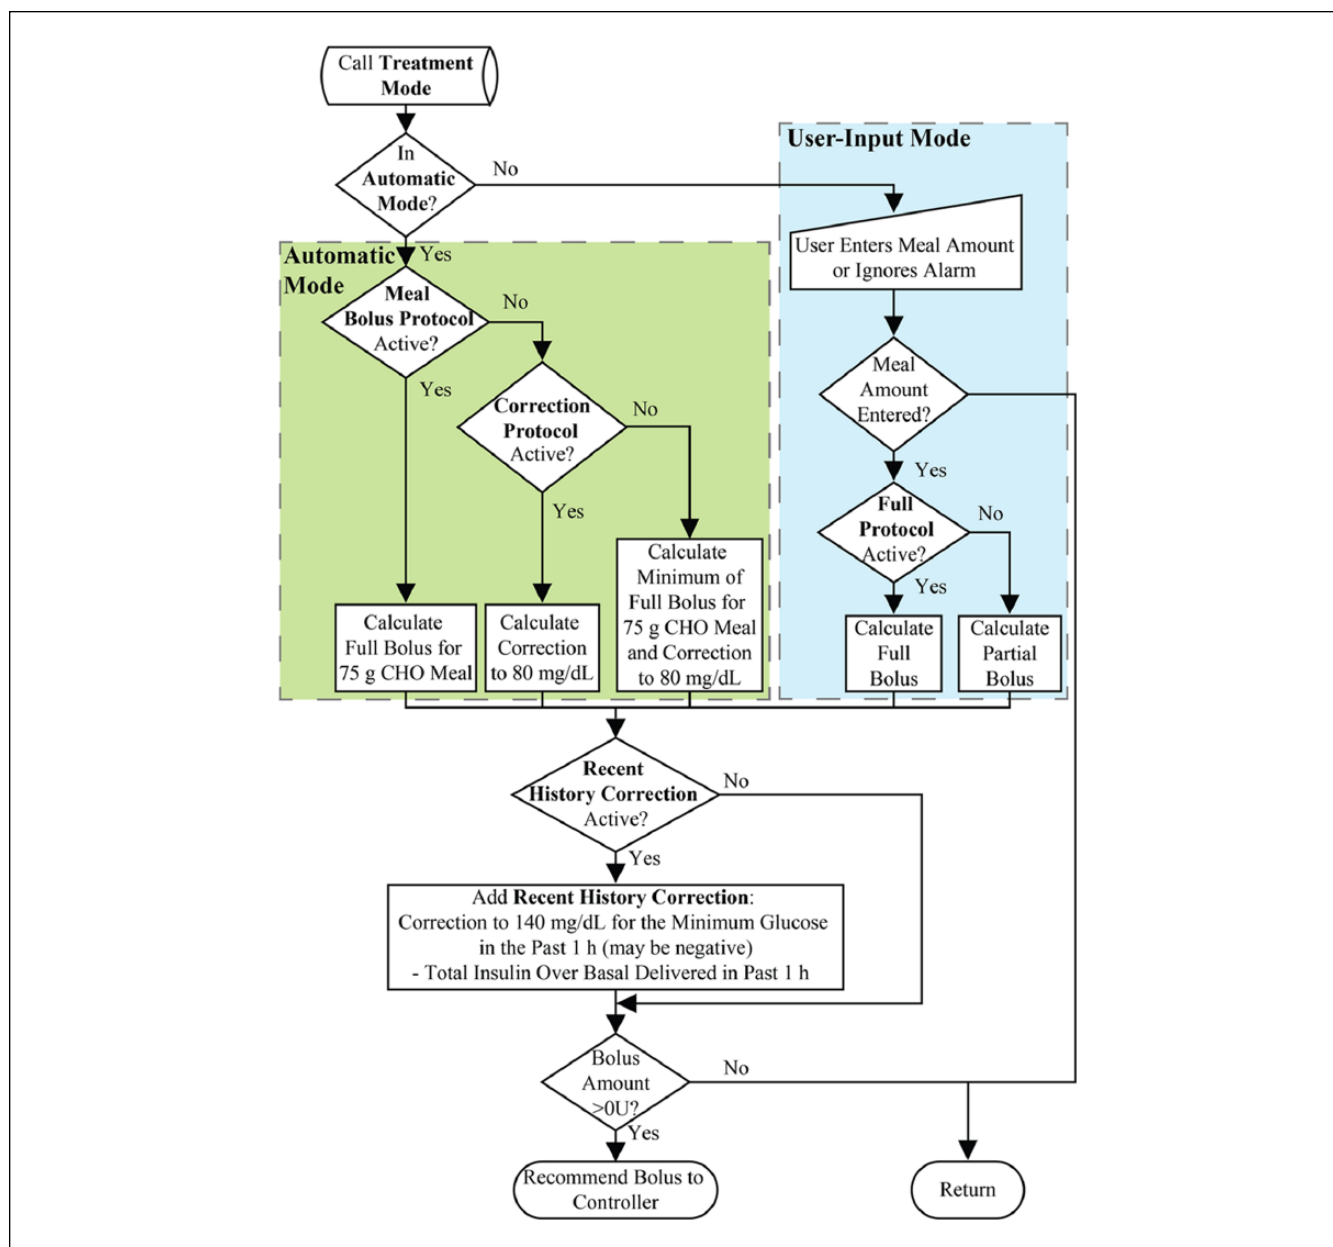 Call Treatment
Mode
In
Automatic
Mode?
No
Yes
User-Input Mode
User Enters Meal Amount
or Ignores Alarm
Automatic
Mode
Meal
Bolus Protocol
Active?
No
Yes
Correction
Protocol
Active?
No
Yes
Meal
Amount
Entered?
Yes
Full
Protocol
Active?
No
Yes
Calculate
Full Bolus for
75 g CHO Meal
Calculate
Correction
to 80 mg/dL
Calculate
Minimum of
Full Bolus for
75 g CHO Meal
and Correction
to 80 mg/dL
Calculate
Full
Bolus
Calculate
Partial
Bolus
Recent
History Correction
Active?
No
Yes
Add Recent History Correction:
Correction to 140 mg/dL for the Minimum Glucose
in the Past 1 h (may be negative)
- Total Insulin Over Basal Delivered in Past 1 h
Bolus
Amount
>0U?
No
Yes
Recommend Bolus to
Controller
Return